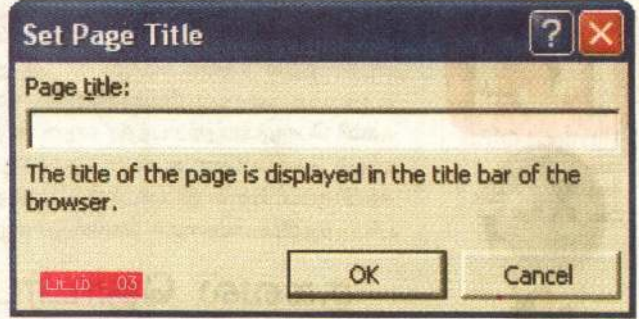 Set Page Title
Page title:
The title of the page is displayed in the title bar of the
browser.
படம் 03
OK
Cancel